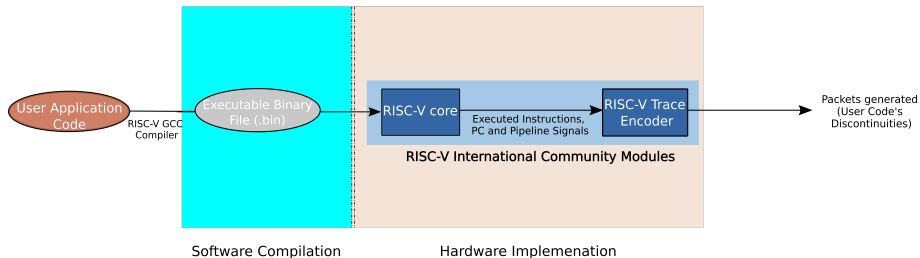 User Application
Code
RISC-V GCC
Compiler
Executable Binary
File (.bin)
RISC-V core
Executed Instructions,
PC and Pipeline Signals
RISC-V Trace
Encoder
RISC-V International Community Modules
Packets generated
(User Code's
Discontinuities)
Software Compilation
Hardware Implemenation